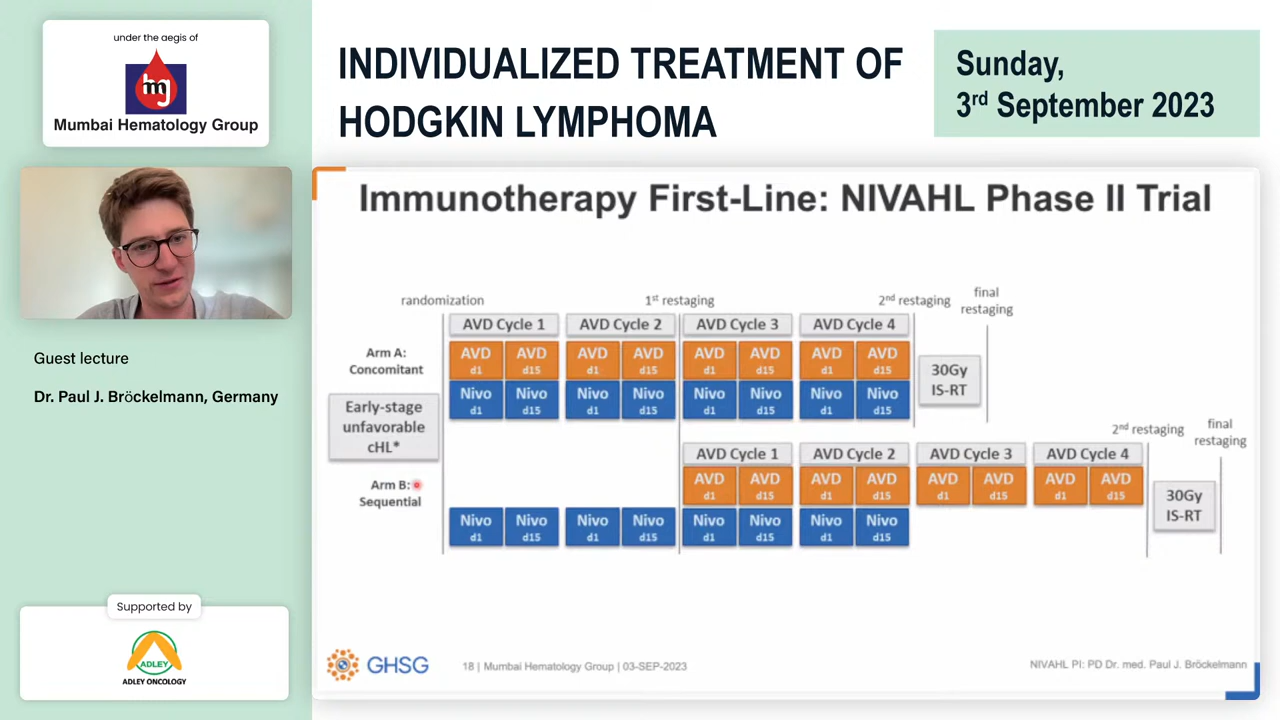 under the aegis of
mg
Mumbai Hematology Group
INDIVIDUALIZED TREATMENT OF
HODGKIN LYMPHOMA
Sunday,
3rd September 2023
Guest lecture
Dr. Paul J. Bröckelmann, Germany
Supported by
ADLEY
ADLEY ONCOLOGY
Immunotherapy First-Line: NIVAHL Phase II Trial
randomization
1st restaging
2nd restaging
final
restaging
AVD Cycle 1 AVD Cycle 2 AVD Cycle 3 AVD Cycle 4
Arm A:
Concomitant
AVD AVD AVD AVD AVD AVD AVD AVD
d1 d15 d1 d15 d1 d15 d1 d15
Nivo Nivo Nivo Nivo Nivo Nivo Nivo Nivo
d1 d15 d1 d15 d1 d15 d1 d15
30Gy
IS-RT
Early-stage
unfavorable
cHL*
2nd restaging
final
restaging
AVD Cycle 1 AVD Cycle 2 AVD Cycle 3 AVD Cycle 4
Arm B:
Sequential
AVD AVD AVD AVD AVD AVD AVD AVD
d1 d15 d1 d15 d1 d15 d1 d15
Nivo Nivo Nivo Nivo Nivo Nivo Nivo Nivo
d1 d15 d1 d15 d1 d15 d1 d15
30Gy
IS-RT
GHSG
18 | Mumbai Hematology Group | 03-SEP-2023
NIVAHL PI: PD Dr. med. Paul J. Bröckelmann